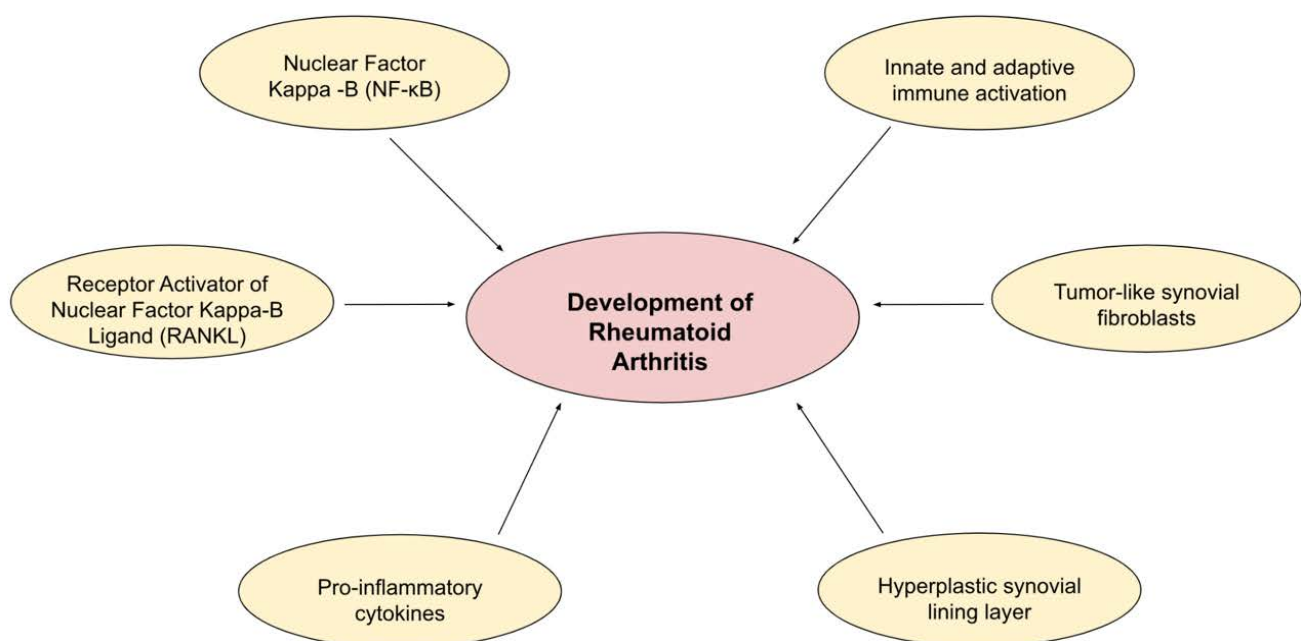 Nuclear Factor
Kappa -B (NF-κB)
Innate and adaptive
immune activation
Receptor Activator of
Nuclear Factor Kappa-B
Ligand (RANKL)
Development of
Rheumatoid
Arthritis
Tumor-like synovial
fibroblasts
Pro-inflammatory
cytokines
Hyperplastic synovial
lining layer